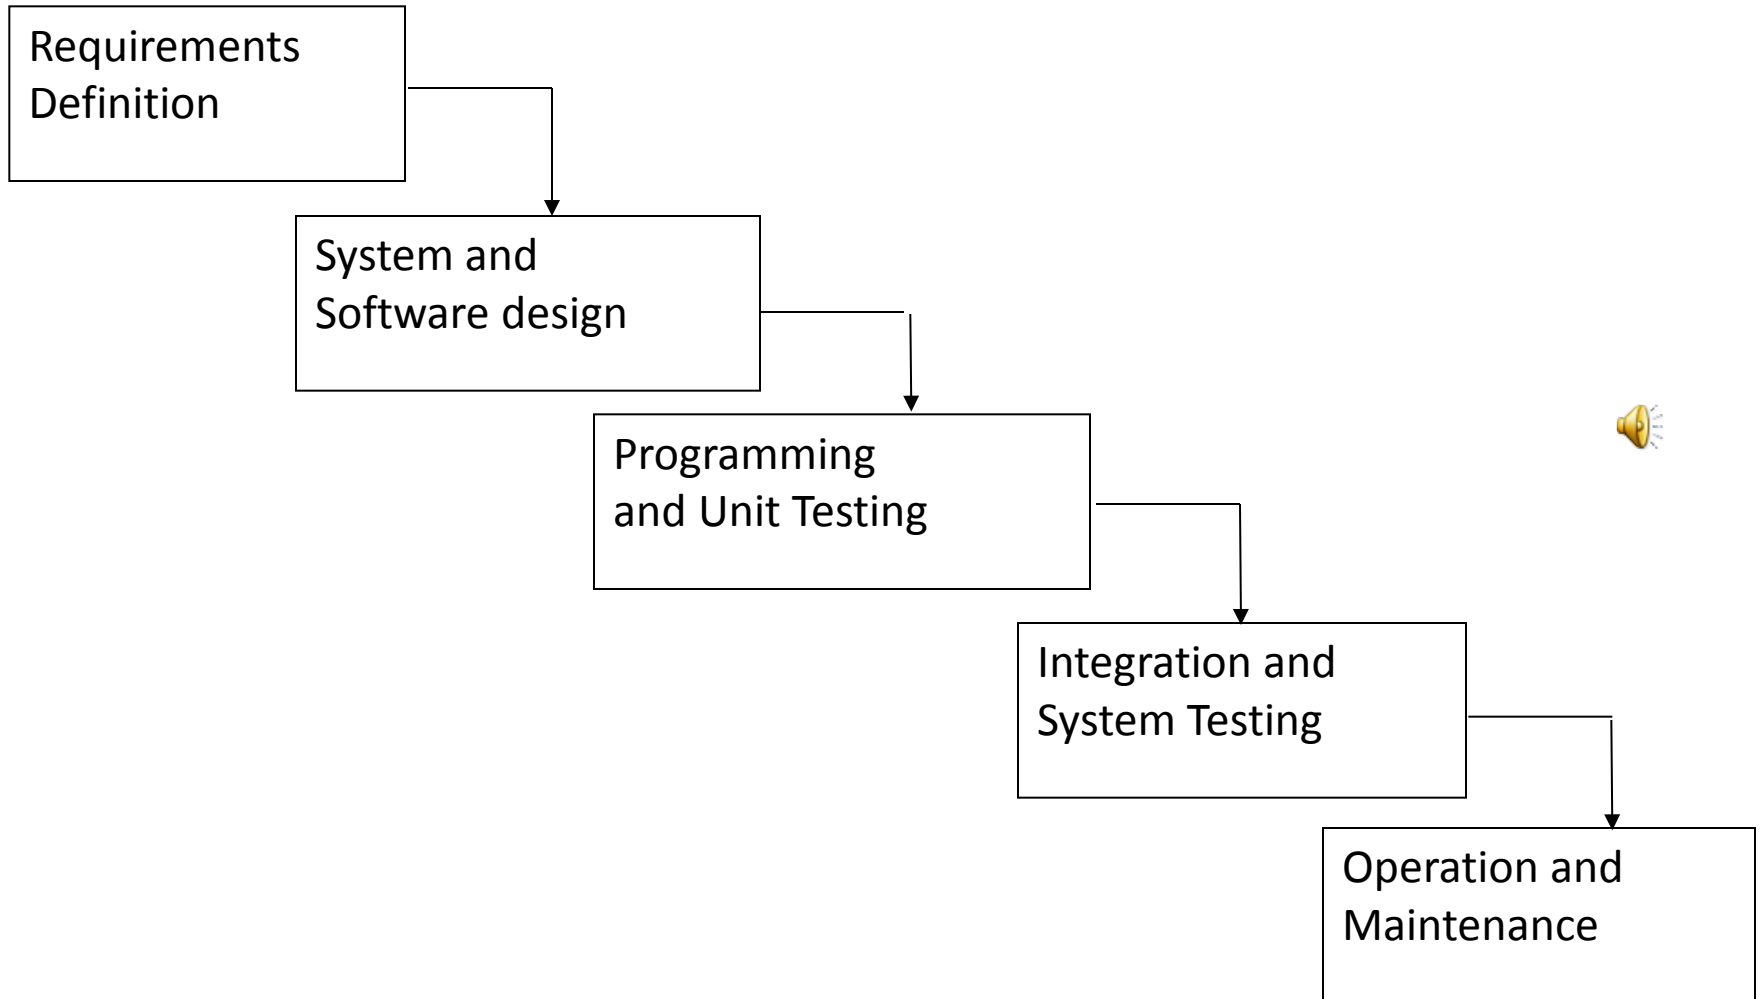 Requirements
Definition
System and
Software design
Programming
and Unit Testing
Integration and
System Testing
Operation and
Maintenance